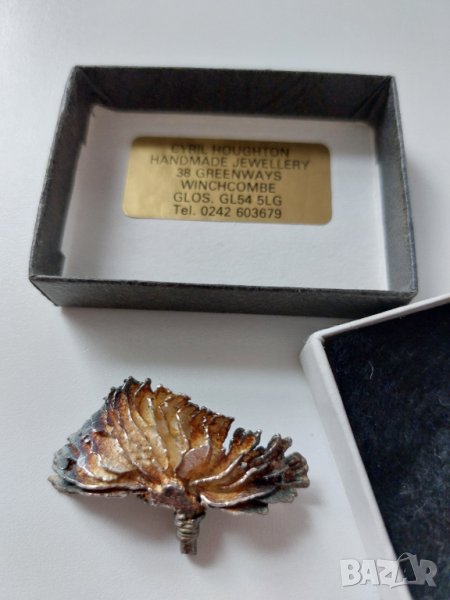 CYRIL HOUGHTON
HANDMADE JEWELLERY
38 GREENWAYS
WINCHCOMBE
GLOS. GL54 5LG
Tel. 0242 603679
BAZAR